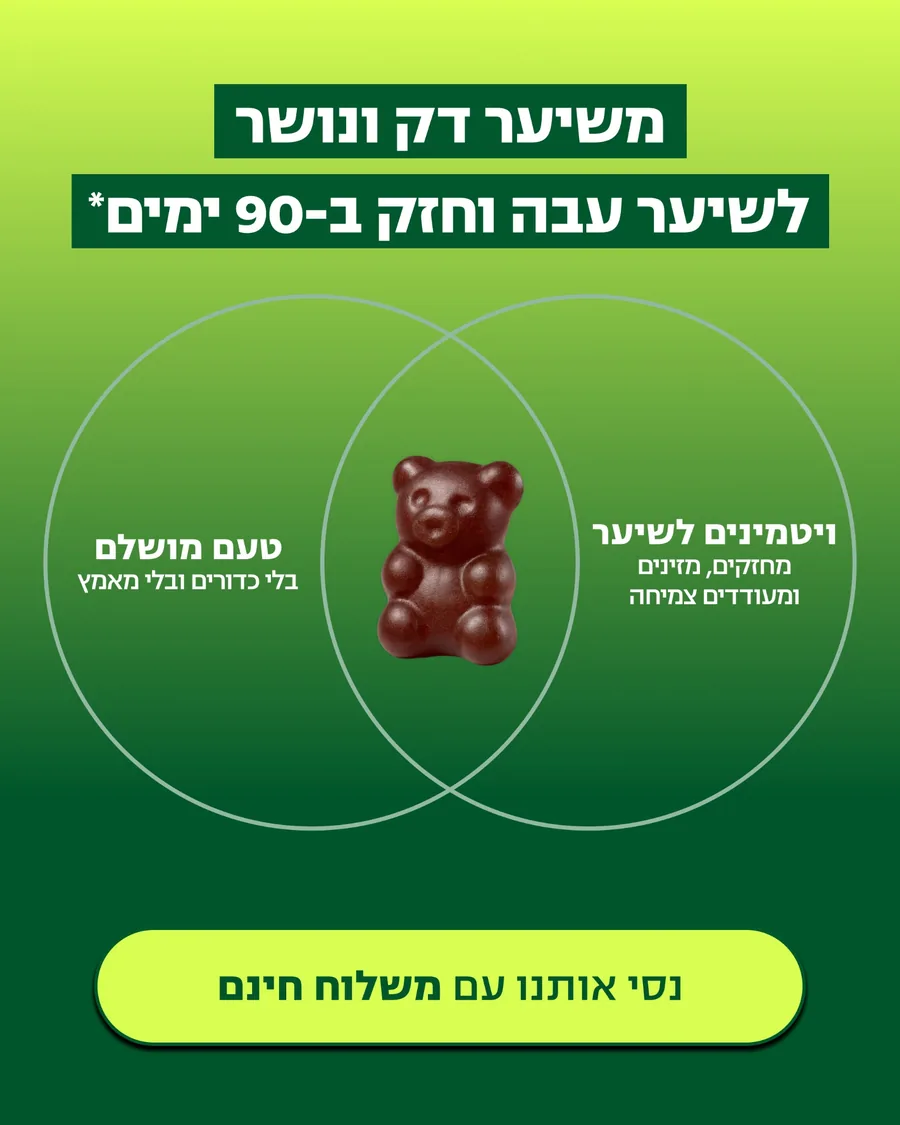 משיער דק ונושר
לשיער עבה וחזק ב-90 ימים*
ויטמינים לשיער
מחזקים, מזינים
ומעודדים צמיחה
טעם מושלם
בלי כדורים ובלי מאמץ
נסי אותנו עם משלוח חינם